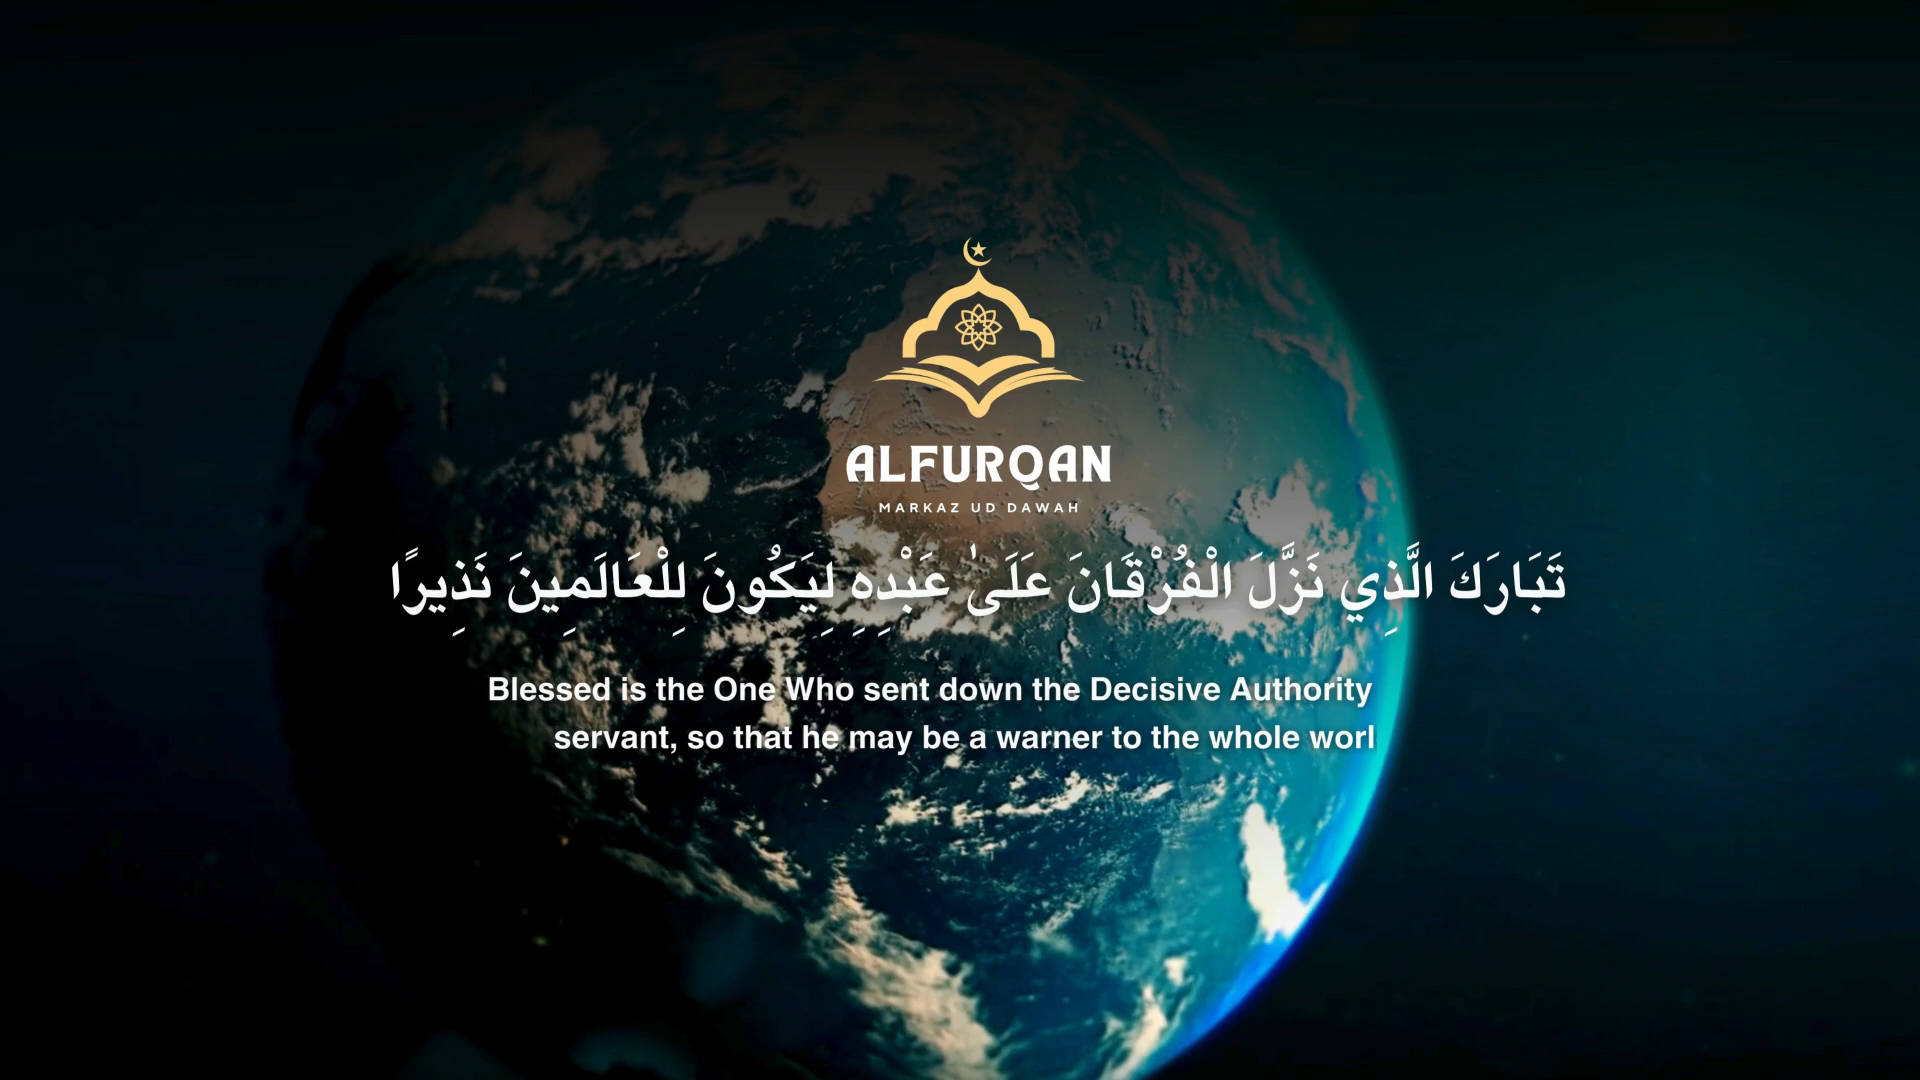 ALFURQAN
MARKAZ UD DAWAH
تَبَارَكَ الَّذِي نَزَّلَ الْفُرْقَانَ عَلَىٰ عَبْدِهِ لِيَكُونَ لِلْعَالَمِينَ نَذِيرًا
Blessed is the One Who sent down the Decisive Authority
servant, so that he may be a warner to the whole worl